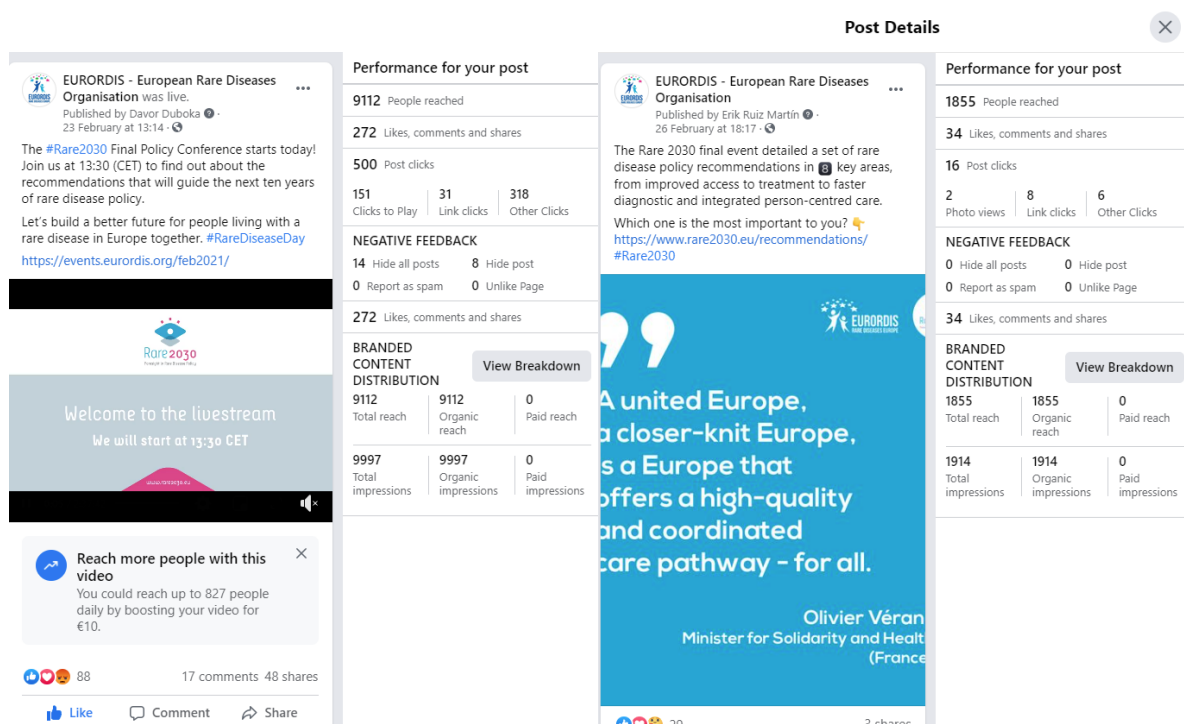 Post Details
EURORDIS - European Rare Diseases
Organisation was live.
Published by Davor Duboka
23 February at 13:14 ·
The #Rare2030 Final Policy Conference starts today!
Join us at 13:30 (CET) to find out about the
recommendations that will guide the next ten years
of rare disease policy.
Let's build a better future for people living with a
rare disease in Europe together. #RareDiseaseDay
https://events.eurordis.org/feb2021/
Rare2030
Welcome to the livestream
We will start at 13:30 CET
www.rare2030.eu
Reach more people with this
video
You could reach up to 827 people
daily by boosting your video for
€10.
88
17 comments 48 shares
Like Comment Share
Performance for your post
9112 People reached
272 Likes, comments and shares
500 Post clicks
151 31 318
Clicks to Play Link clicks Other Clicks
NEGATIVE FEEDBACK
14 Hide all posts 8 Hide post
0 Report as spam 0 Unlike Page
272 Likes, comments and shares
BRANDED
CONTENT
DISTRIBUTION
View Breakdown
9112 9112 0
Total reach Organic Paid reach
reach
9997 9997 0
Total Organic Paid
impressions impressions impressions
EURORDIS - European Rare Diseases
Organisation
Published by Erik Ruiz Martín
26 February at 18:17 ·
The Rare 2030 final event detailed a set of rare
disease policy recommendations in 8 key areas,
from improved access to treatment to faster
diagnostic and integrated person-centred care.
Which one is the most important to you? 👇
https://www.rare2030.eu/recommendations/
#Rare2030
EURORDIS
RARE DISEASES EUROPE
A united Europe,
a closer-knit Europe,
s a Europe that
offers a high-quality
and coordinated
care pathway - for all.
Olivier Véran
Minister for Solidarity and Healt
(France
3 shares
Performance for your post
1855 People reached
34 Likes, comments and shares
16 Post clicks
2 8 6
Photo views Link clicks Other Clicks
NEGATIVE FEEDBACK
0 Hide all posts 0 Hide post
0 Report as spam 0 Unlike Page
34 Likes, comments and shares
BRANDED
CONTENT
DISTRIBUTION
View Breakdown
1855 1855 0
Total reach Organic Paid reach
reach
1914 1914 0
Total Organic Paid
impressions impressions impressions